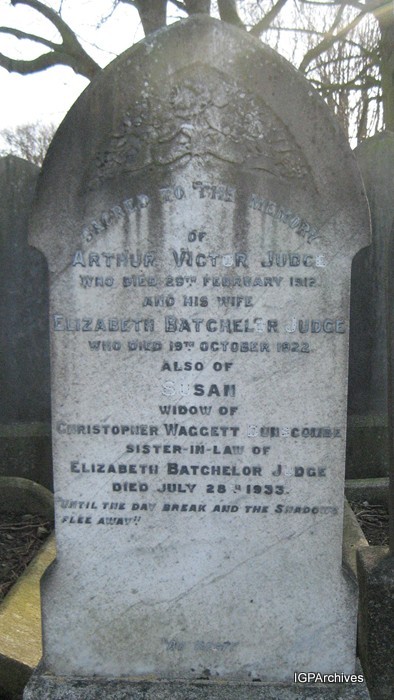 SACRED TO THE MEMORY
OF
ARTHUR VICTOR JUDGE
WHO DIED 29TH FEBRUARY 1912.
AND HIS WIFE
ELIZABETH BATCHELOR JUDGE
WHO DIED 19TH OCTOBER 1922.
ALSO OF
SUSAN
WIDOW OF
CHRISTOPHER WAGGETT
SISTER-IN-LAW OF
ELIZABETH BATCHELOR J DGE
DIED JULY 28TH 1933.
"UNTIL THE DAY BREAK AND THE SHADOWS
FLEE AWAY"
IGPArchives